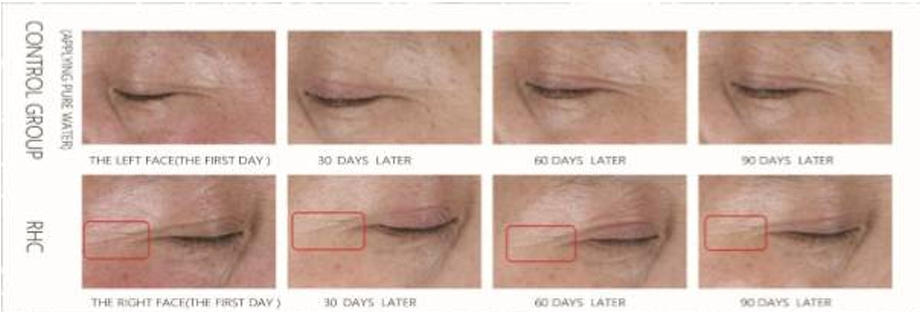 CONTROL GROUP
(APPLYING PURE WATER)
THE LEFT FACE(THE FIRST DAY )
30 DAYS LATER
60 DAYS LATER
90 DAYS LATER
RHC
THE RIGHT FACE(THE FIRST DAY )
30 DAYS LATER
60 DAYS LATER
90 DAYS LATER